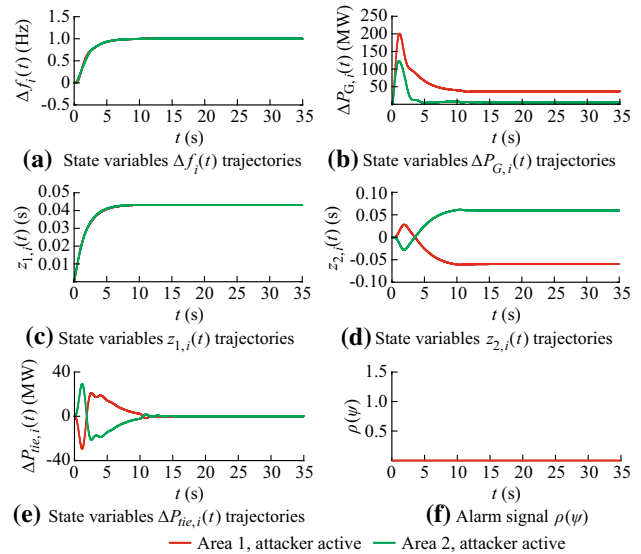 Δf_i(t) (Hz)
1.5
1.0
0.5
0
-0.5
0 5 10 15 20 25 30 35
t (s)
(a) State variables Δf_i(t) trajectories
ΔP_G,i(t) (MW)
250
200
150
100
50
0 5 10 15 20 25 30 35
t (s)
(b) State variables ΔP_G,i(t) trajectories
z_1,i(t) (s)
0.05
0.04
0.03
0.02
0.01
0 5 10 15 20 25 30 35
t (s)
(c) State variables z_1,i(t) trajectories
z_2,i(t) (s)
0.10
0.05
0
-0.05
-0.10
0 5 10 15 20 25 30 35
t (s)
(d) State variables z_2,i(t) trajectories
ΔP_tie,i(t) (MW)
40
0
-40
0 5 10 15 20 25 30 35
t (s)
(e) State variables ΔP_tie,i(t) trajectories
ρ(ψ)
1.5
1.0
0.5
0 5 10 15 20 25 30 35
t (s)
(f) Alarm signal ρ(ψ)
Area 1, attacker active Area 2, attacker active